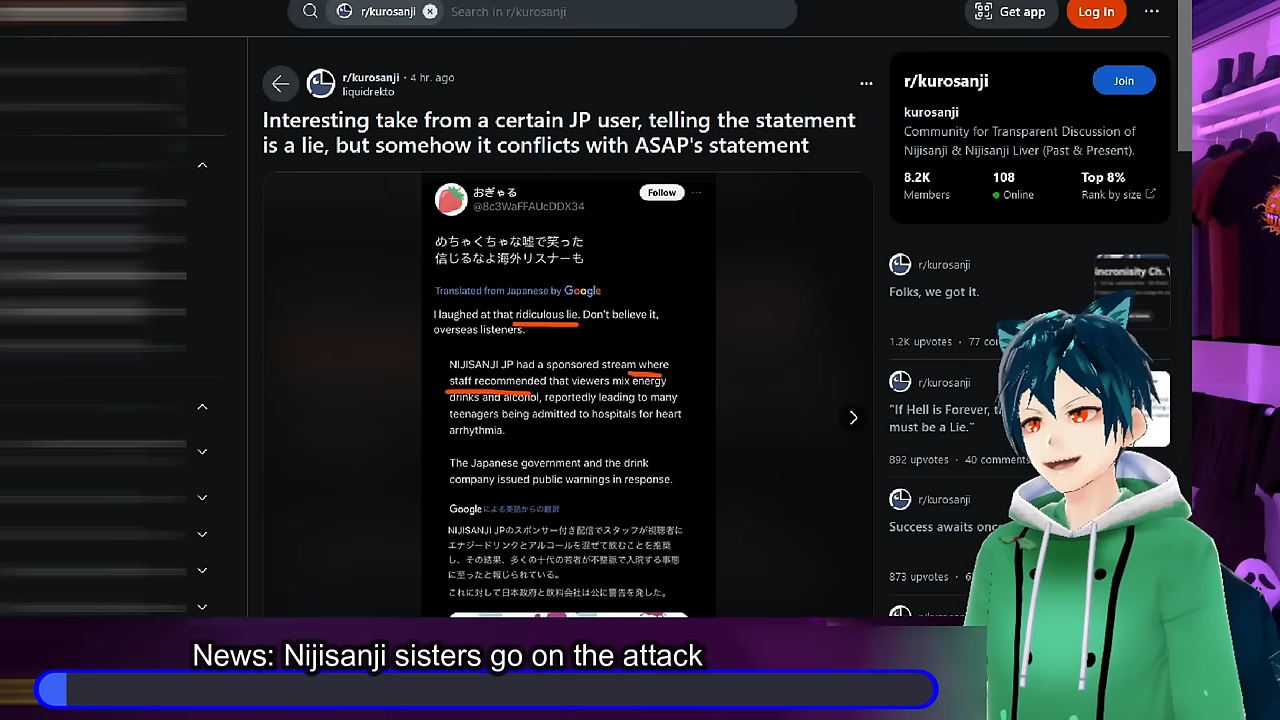 r/kurosanji
Search in r/kurosanji
Get app
Log In
r/kurosanji • 4 hr. ago
liquidrekto
Interesting take from a certain JP user, telling the statement
is a lie, but somehow it conflicts with ASAP's statement
おぎゃる
@8c3WaFFAUcDDX34
Follow
めちゃくちゃな嘘で笑った
信じるなよ海外リスナーも
Translated from Japanese by Google
I laughed at that ridiculous lie. Don't believe it,
overseas listeners.
NIJISANJI JP had a sponsored stream where
staff recommended that viewers mix energy
drinks and alcohol, reportedly leading to many
teenagers being admitted to hospitals for heart
arrhythmia.
The Japanese government and the drink
company issued public warnings in response.
Googleによる英語からの翻訳
NIJISANJI JPのスポンサー付き配信でスタッフが視聴者に
エナジードリンクとアルコールを混ぜて飲むことを推奨
し、その結果、多くの十代の若者が不整脈で入院する事態
に至ったと報じられている。
これに対して日本政府と飲料会社は公に警告を発した。
r/kurosanji
Join
kurosanji
Community for Transparent Discussion of
Nijisanji & Nijisanji Liver (Past & Present).
8.2K
108
Top 8%
Members
Online
Rank by size
r/kurosanji
Folks, we got it.
1.2K upvotes • 77
r/kurosanji
"If Hell is Forever,
must be a Lie."
892 upvotes • 40 comments
r/kurosanji
Success awaits
873 upvotes
News: Nijisanji sisters go on the attack